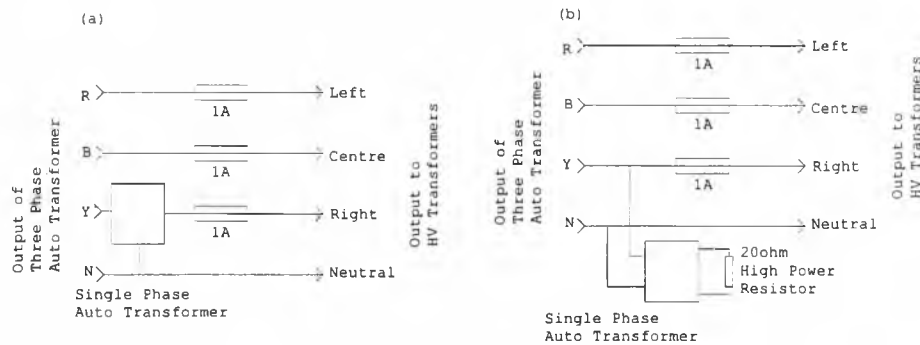 (a)
Output of
Three Phase
Auto Transformer
R
1A
Left
B
1A
Centre
Y
1A
Right
N
Neutral
Output to
HV Transformers
Single Phase
Auto Transformer
(b)
Output of
Three Phase
Auto Transformer
R
1A
Left
B
1A
Centre
Y
1A
Right
N
Neutral
Output to
HV Transformers
20ohm
High Power
Resistor
Single Phase
Auto Transformer